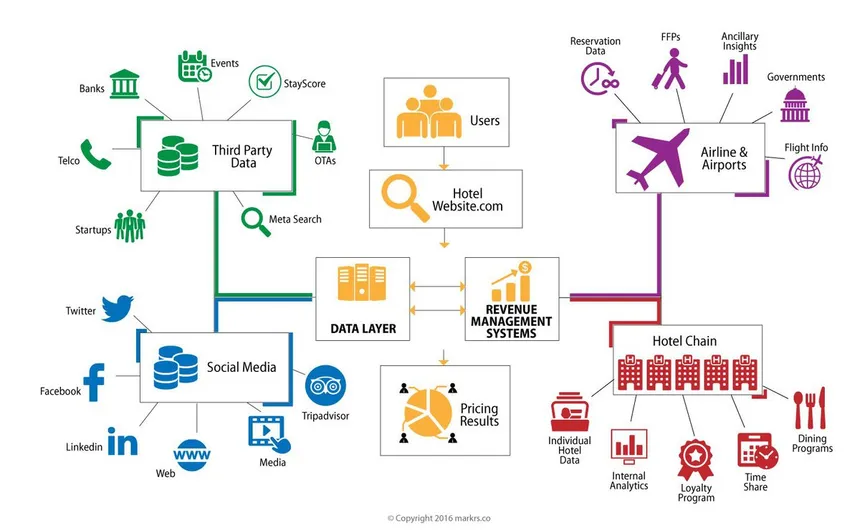 Events
Banks
StayScore
Third Party
Data
Telco
OTAs
Startups
Meta Search
Users
Hotel
Website.com
Reservation
Data
FFPs
Ancillary
Insights
Governments
Airline &
Airports
Flight Info
DATA LAYER
$
REVENUE
MANAGEMENT
SYSTEMS
Twitter
Social Media
Facebook
Tripadvisor
Linkedin
in
WWW
Web
Media
Pricing
Results
Hotel Chain
H H H H H
Individual
Hotel
Data
Internal
Analytics
Loyalty
Program
Time
Share
Dining
Programs
© Copyright 2016 markrs.co